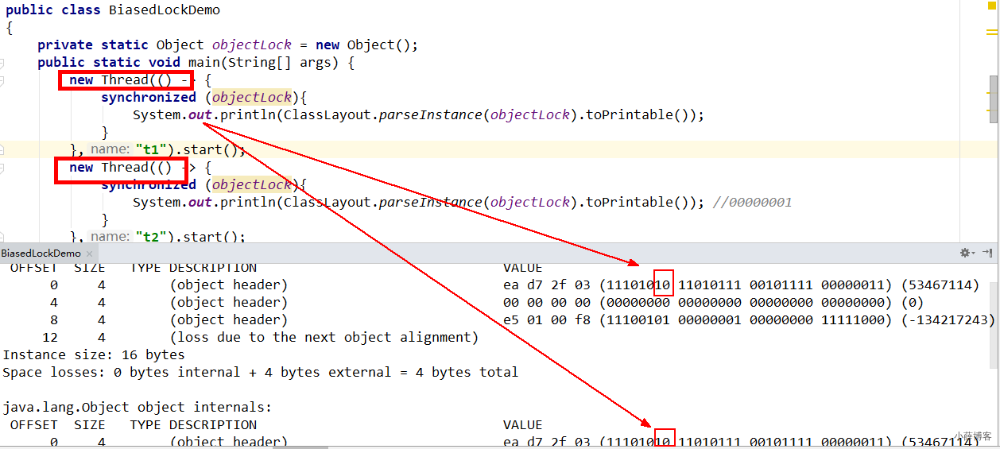 public class BiasedLockDemo
{
private static Object objectLock = new Object();
public static void main(String[] args) {
new Thread(() -> {
synchronized (objectLock){
System.out.println(ClassLayout.parseInstance(objectLock).toPrintable());
}
}, name: "t1").start();
new Thread(() -> {
synchronized (objectLock){
System.out.println(ClassLayout.parseInstance(objectLock).toPrintable()); //00000001
}
}, name: "t2").start();
BiasedLockDemo ×
OFFSET SIZE TYPE DESCRIPTION VALUE
0 4 (object header) ea d7 2f 03 (11101010 11010111 00101111 00000011) (53467114)
4 4 (object header) 00 00 00 00 (00000000 00000000 00000000 00000000) (0)
8 4 (object header) e5 01 00 f8 (11100101 00000001 00000000 11111000) (-134217243)
12 4 (loss due to the next object alignment)
Instance size: 16 bytes
Space losses: 0 bytes internal + 4 bytes external = 4 bytes total
java.lang.Object object internals:
OFFSET SIZE TYPE DESCRIPTION VALUE
0 4 (object header) ea d7 2f 03 (11101010 11010111 00101111 00000011) (53467114)
小薛博客